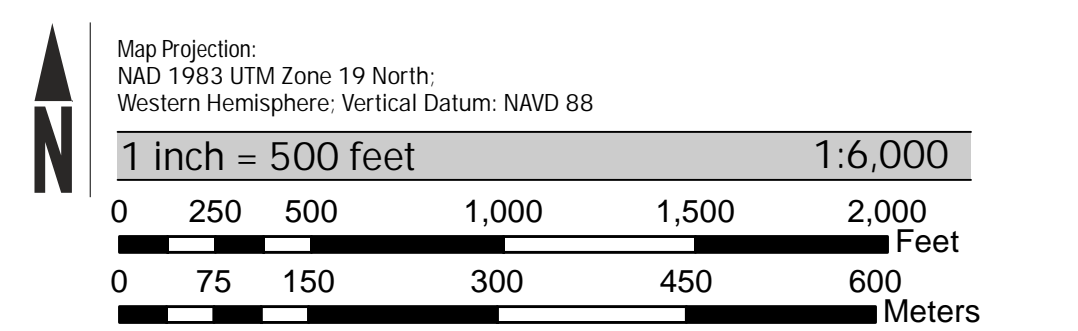 N
Map Projection:
NAD 1983 UTM Zone 19 North;
Western Hemisphere; Vertical Datum: NAVD 88
1 inch = 500 feet 1:6,000
0 250 500 1,000 1,500 2,000
Feet
0 75 150 300 450 600
Meters